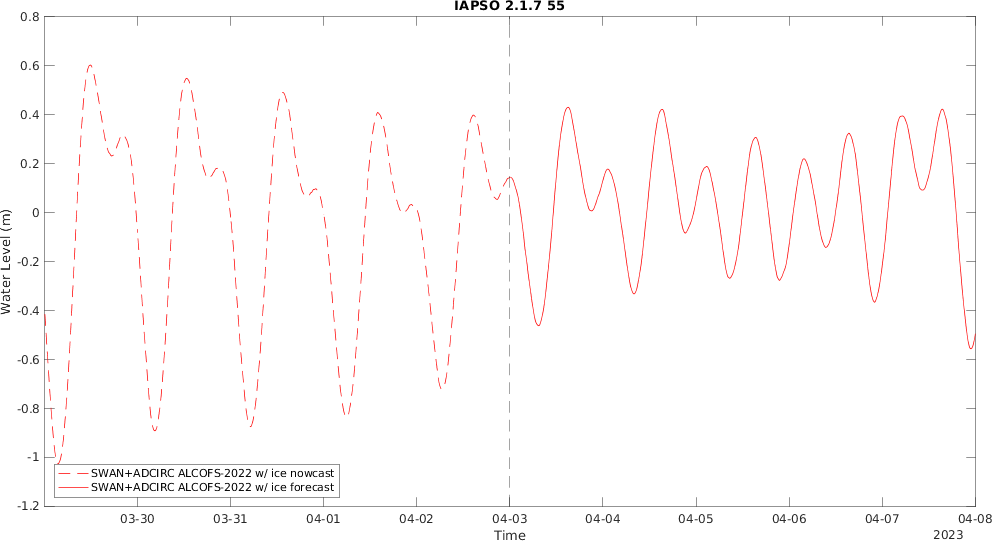 IAPSO 2.1.7 55
0.8
0.6
0.4
0.2
0
-0.2
-0.4
-0.6
-0.8
-1
-1.2
Water Level (m)
SWAN+ADCIRC ALCOFS-2022 w/ ice nowcast
SWAN+ADCIRC ALCOFS-2022 w/ ice forecast
03-30 03-31 04-01 04-02 04-03 04-04 04-05 04-06 04-07 04-08
Time
2023